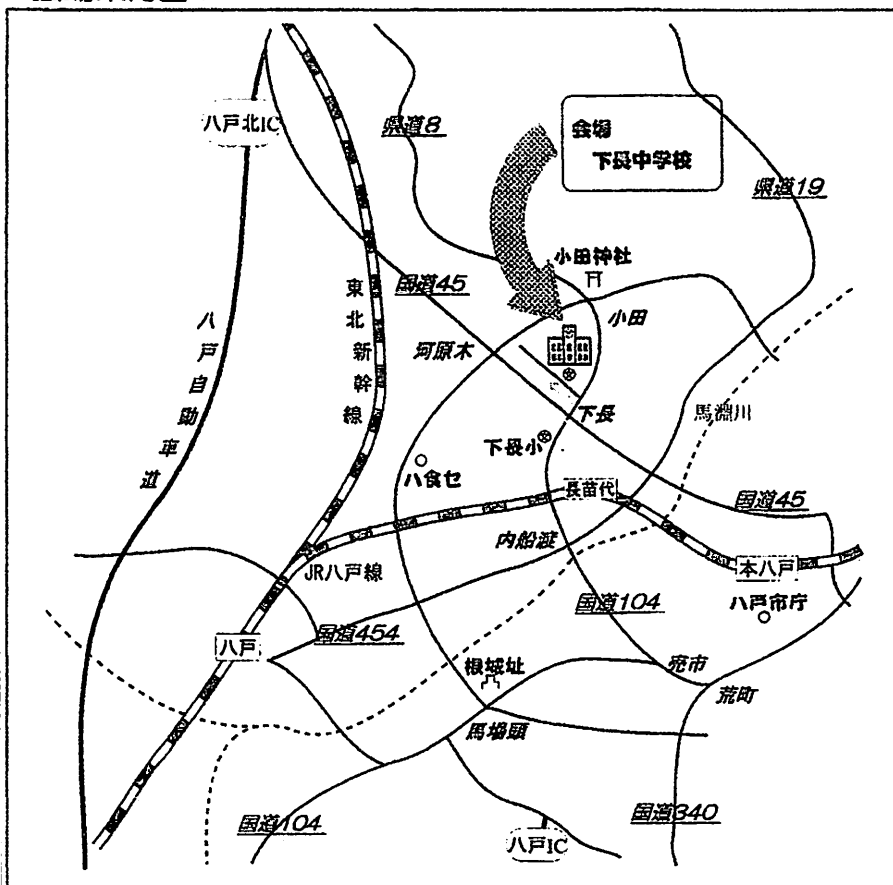 八戸北IC
県道8
会場
下長中学校
県道19
小田神社
国道45
小田
東北新幹線
河原木
八戸自動車道
下長
馬淵川
下長小
八食セ
長苗代
国道45
内船渡
本八戸
JR八戸線
国道104
八戸市庁
国道454
八戸
根城址
売市
荒町
馬場頭
国道104
国道340
八戸IC